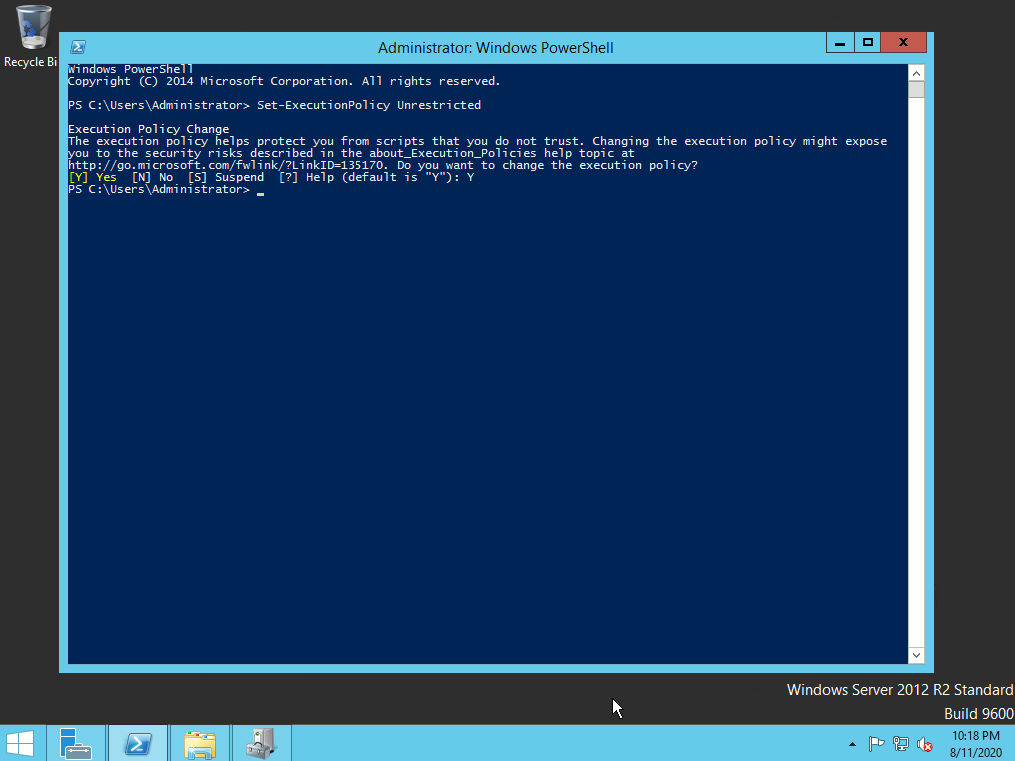 Recycle Bi
Administrator: Windows PowerShell
Windows PowerShell
Copyright (C) 2014 Microsoft Corporation. All rights reserved.
PS C:\Users\Administrator> Set-ExecutionPolicy Unrestricted
Execution Policy Change
The execution policy helps protect you from scripts that you do not trust. Changing the execution policy might expose
you to the security risks described in the about_Execution_Policies help topic at
http://go.microsoft.com/fwlink/?LinkID=135170. Do you want to change the execution policy?
[Y] Yes  [N] No  [S] Suspend  [?] Help (default is "Y"): Y
PS C:\Users\Administrator> _
Windows Server 2012 R2 Standard
Build 9600
10:18 PM
8/11/2020